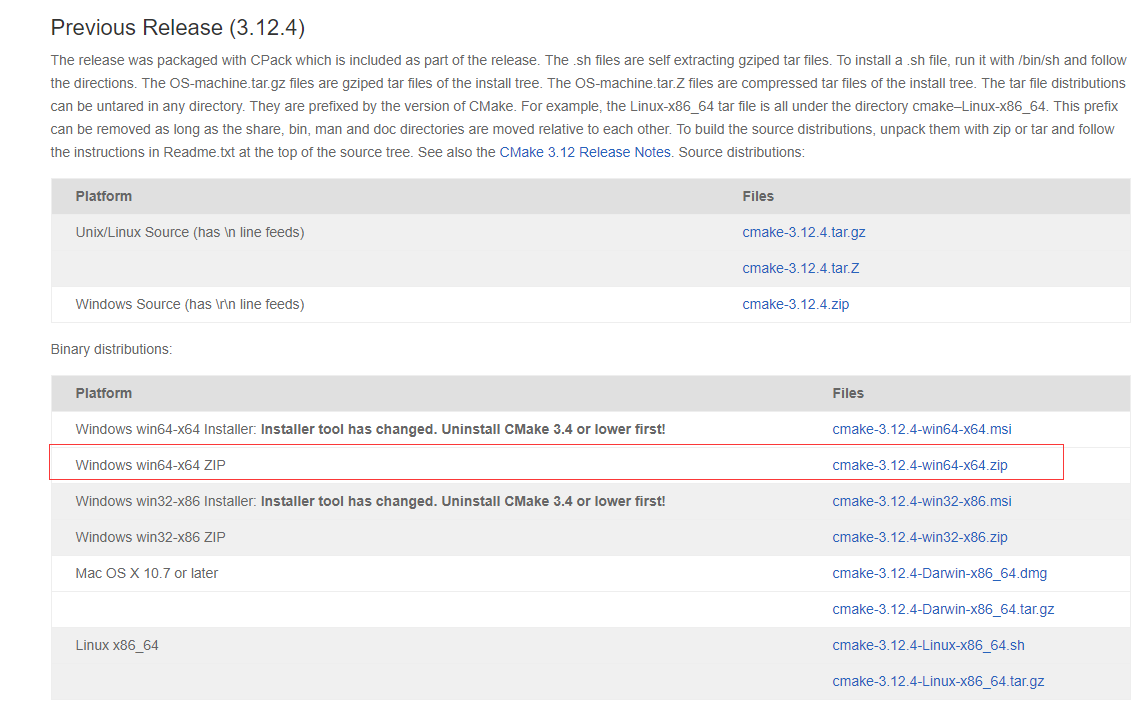 Previous Release (3.12.4)
The release was packaged with CPack which is included as part of the release. The .sh files are self extracting gziped tar files. To install a .sh file, run it with /bin/sh and follow
the directions. The OS-machine.tar.gz files are gziped tar files of the install tree. The OS-machine.tar.Z files are compressed tar files of the install tree. The tar file distributions
can be untared in any directory. They are prefixed by the version of CMake. For example, the Linux-x86_64 tar file is all under the directory cmake–Linux-x86_64. This prefix
can be removed as long as the share, bin, man and doc directories are moved relative to each other. To build the source distributions, unpack them with zip or tar and follow
the instructions in Readme.txt at the top of the source tree. See also the CMake 3.12 Release Notes. Source distributions:
Platform Files
Unix/Linux Source (has \n line feeds) cmake-3.12.4.tar.gz
cmake-3.12.4.tar.Z
Windows Source (has \r\n line feeds) cmake-3.12.4.zip
Binary distributions:
Platform Files
Windows win64-x64 Installer: Installer tool has changed. Uninstall CMake 3.4 or lower first! cmake-3.12.4-win64-x64.msi
Windows win64-x64 ZIP cmake-3.12.4-win64-x64.zip
Windows win32-x86 Installer: Installer tool has changed. Uninstall CMake 3.4 or lower first! cmake-3.12.4-win32-x86.msi
Windows win32-x86 ZIP cmake-3.12.4-win32-x86.zip
Mac OS X 10.7 or later cmake-3.12.4-Darwin-x86_64.dmg
cmake-3.12.4-Darwin-x86_64.tar.gz
Linux x86_64 cmake-3.12.4-Linux-x86_64.sh
cmake-3.12.4-Linux-x86_64.tar.gz